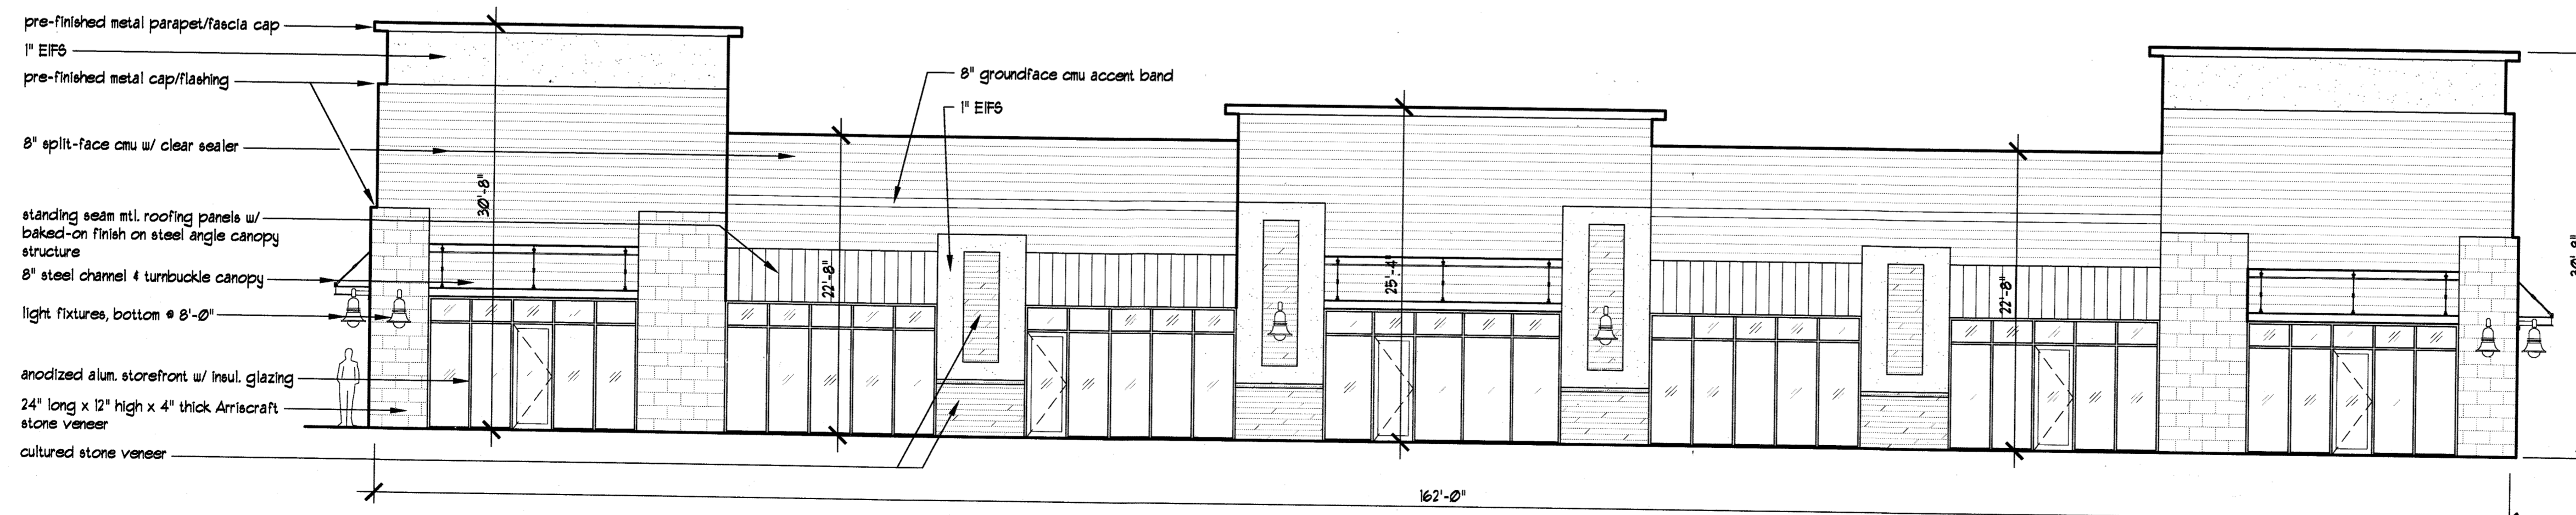 pre-finished metal parapet/fascia cap
1" EIFS
pre-finished metal cap/flashing
8" groundface cmu accent band
1" EIFS
8" split-face cmu w/ clear sealer
30'-8"
standing seam mtl. roofing panels w/
baked-on finish on steel angle canopy
structure
8" steel channel & turnbuckle canopy
22'-8"
25'-4"
22'-8"
30'-8"
light fixtures, bottom @ 8'-0"
anodized alum. storefront w/ insul. glazing
24" long x 12" high x 4" thick Arriscraft
stone veneer
cultured stone veneer
162'-0"